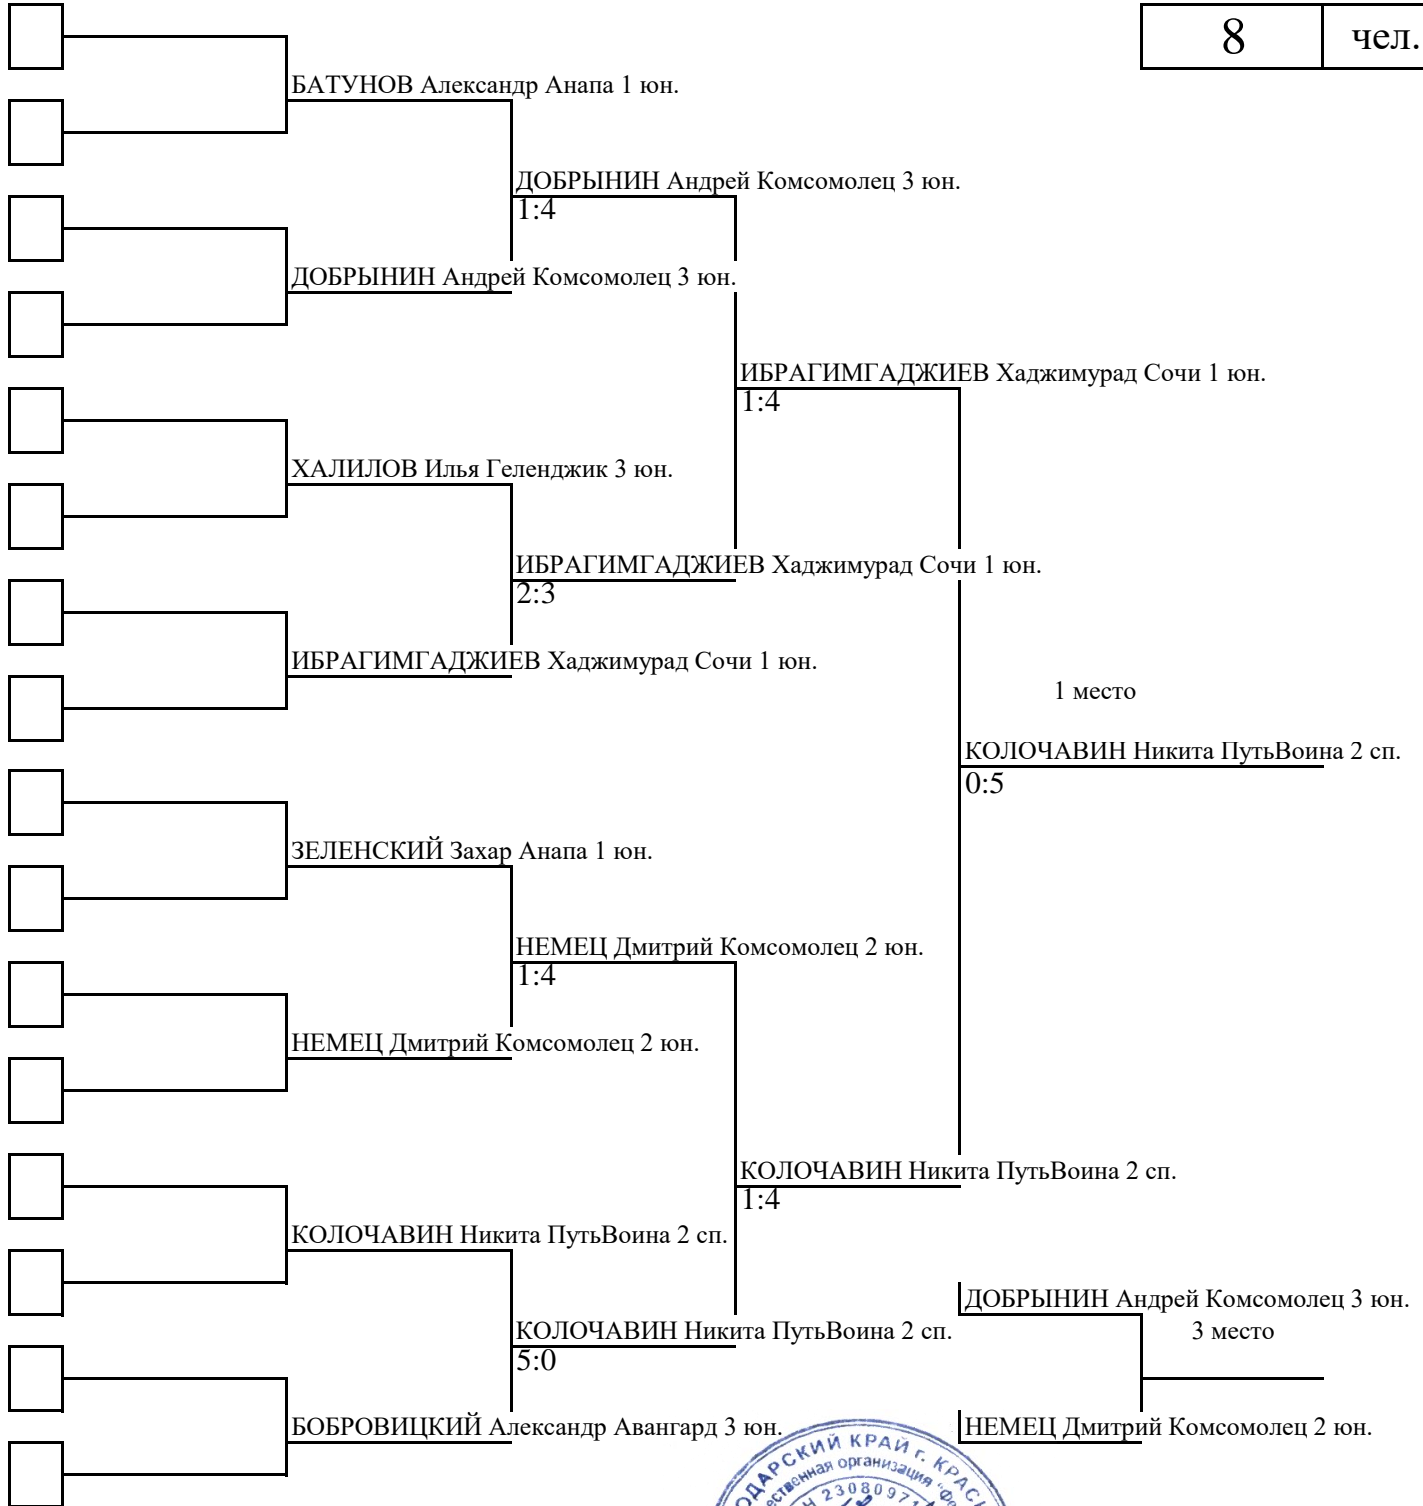 8 чел.
БАТУНОВ Александр Анапа 1 юн.
ДОБРЫНИН Андрей Комсомолец 3 юн.
1:4
ДОБРЫНИН Андрей Комсомолец 3 юн.
ИБРАГИМГАДЖИЕВ Хаджимурад Сочи 1 юн.
1:4
ХАЛИЛОВ Илья Геленджик 3 юн.
ИБРАГИМГАДЖИЕВ Хаджимурад Сочи 1 юн.
2:3
ИБРАГИМГАДЖИЕВ Хаджимурад Сочи 1 юн.
1 место
КОЛОЧАВИН Никита ПутьВоина 2 сп.
0:5
ЗЕЛЕНСКИЙ Захар Анапа 1 юн.
НЕМЕЦ Дмитрий Комсомолец 2 юн.
1:4
НЕМЕЦ Дмитрий Комсомолец 2 юн.
КОЛОЧАВИН Никита ПутьВоина 2 сп.
1:4
КОЛОЧАВИН Никита ПутьВоина 2 сп.
ДОБРЫНИН Андрей Комсомолец 3 юн.
КОЛОЧАВИН Никита ПутьВоина 2 сп.
3 место
5:0
БОБРОВИЦКИЙ Александр Авангард 3 юн.
НЕМЕЦ Дмитрий Комсомолец 2 юн.
КРАЙ г.
организация